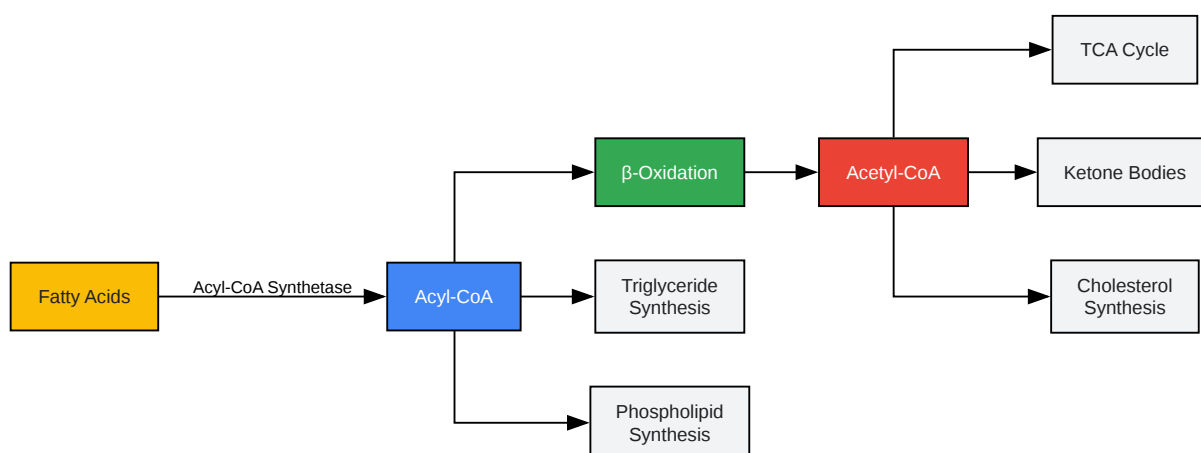 TCA Cycle
β-Oxidation
Acetyl-CoA
Ketone Bodies
Fatty Acids
Acyl-CoA Synthetase
Acyl-CoA
Triglyceride
Synthesis
Cholesterol
Synthesis
Phospholipid
Synthesis